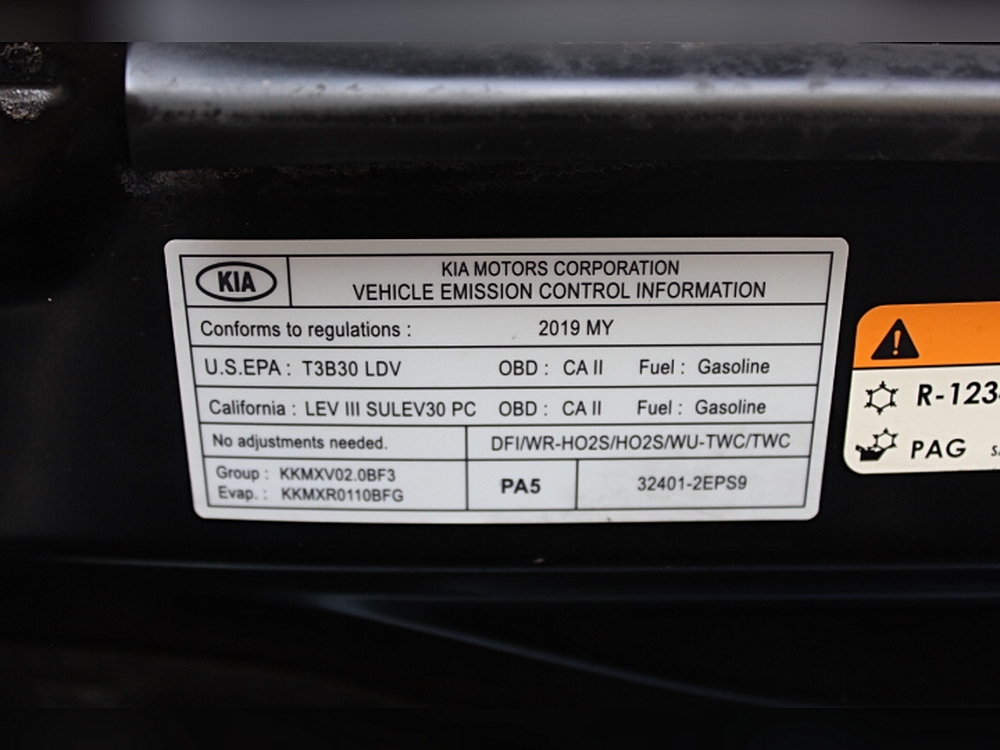 KIA
KIA MOTORS CORPORATION
VEHICLE EMISSION CONTROL INFORMATION
Conforms to regulations : 2019 MY
U.S.EPA : T3B30 LDV OBD : CA II Fuel : Gasoline
California : LEV III SULEV30 PC OBD : CA II Fuel : Gasoline
No adjustments needed. DFI/WR-HO2S/HO2S/WU-TWC/TWC
Group : KKMXV02.0BF3
Evap. : KKMXR0110BFG
PA5
32401-2EPS9
R-123
PAG